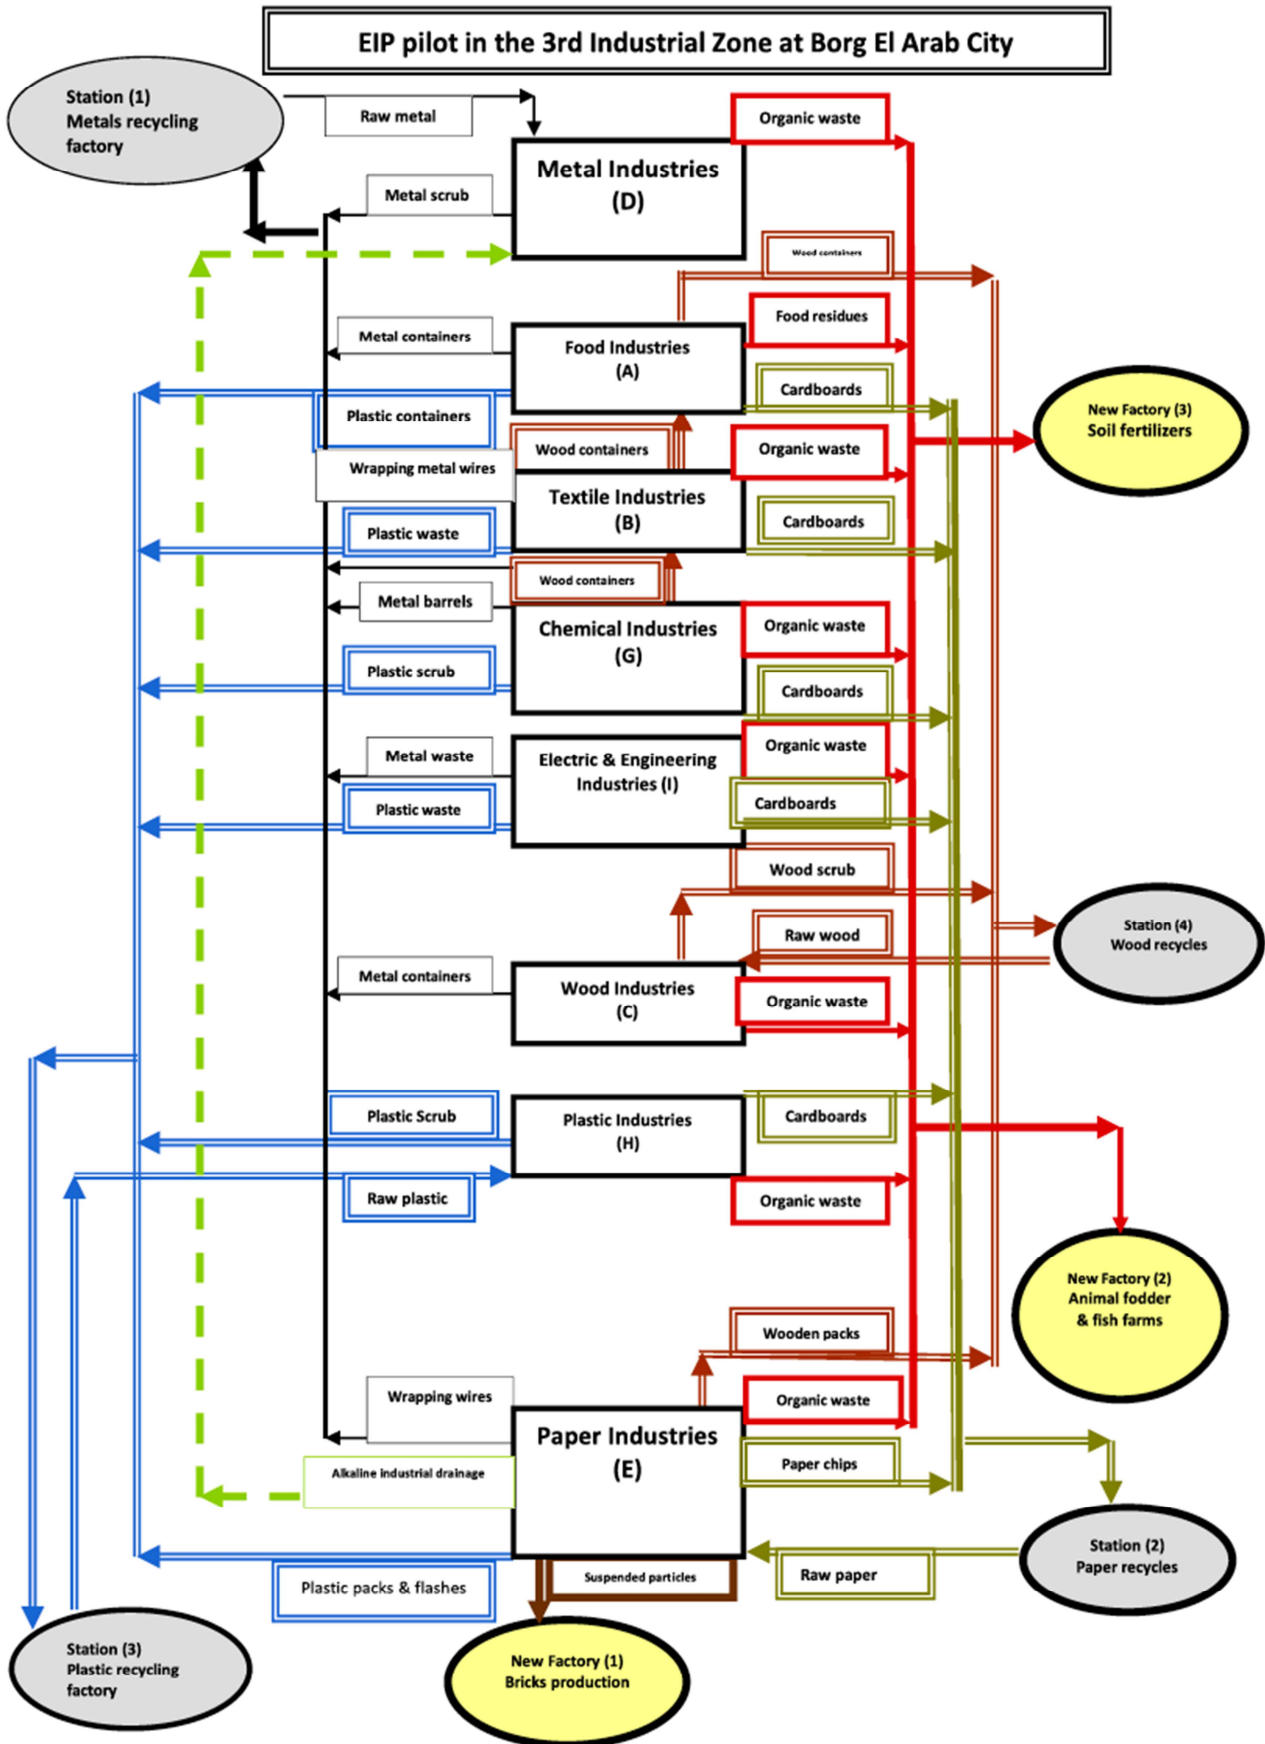 EIP pilot in the 3rd Industrial Zone at Borg El Arab City
Station (1)
Metals recycling
factory
Raw metal
Organic waste
Metal Industries
(D)
Metal scrub
Wood containers
Food residues
Metal containers
Food Industries
(A)
Cardboards
Plastic containers
New Factory (3)
Soil fertilizers
Wood containers
Organic waste
Wrapping metal wires
Textile Industries
(B)
Cardboards
Plastic waste
Wood containers
Metal barrels
Chemical Industries
(G)
Organic waste
Plastic scrub
Cardboards
Metal waste
Electric & Engineering
Industries (I)
Organic waste
Plastic waste
Cardboards
Wood scrub
Raw wood
Station (4)
Wood recycles
Metal containers
Wood Industries
(C)
Organic waste
Plastic Scrub
Plastic Industries
(H)
Cardboards
Raw plastic
Organic waste
New Factory (2)
Animal fodder
& fish farms
Wooden packs
Wrapping wires
Organic waste
Paper Industries
(E)
Alkaline industrial drainage
Paper chips
Station (2)
Paper recycles
Raw paper
Suspended particles
Plastic packs & flashes
Station (3)
Plastic recycling
factory
New Factory (1)
Bricks production